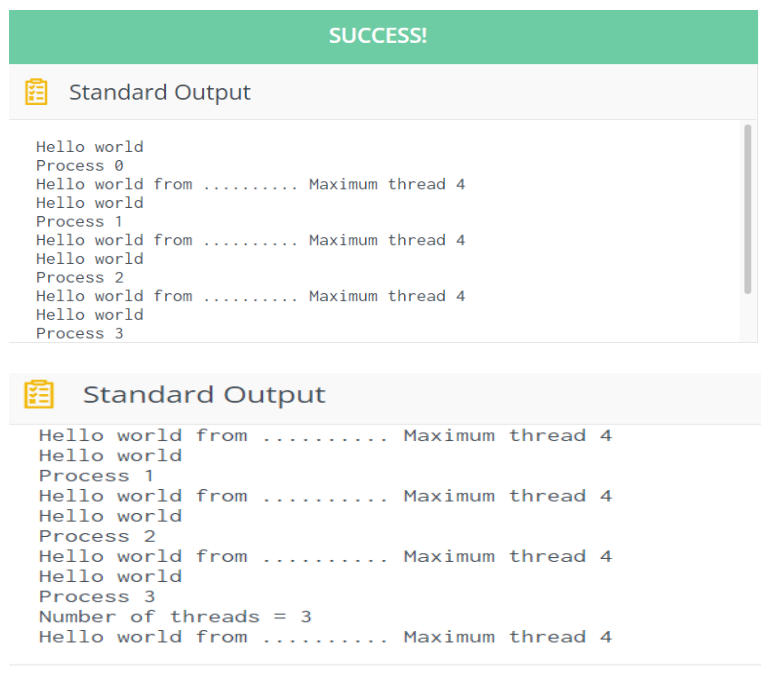 SUCCESS!
Standard Output
Hello world
Process 0
Hello world from .......... Maximum thread 4
Hello world
Process 1
Hello world from .......... Maximum thread 4
Hello world
Process 2
Hello world from .......... Maximum thread 4
Hello world
Process 3
Standard Output
Hello world from .......... Maximum thread 4
Hello world
Process 1
Hello world from .......... Maximum thread 4
Hello world
Process 2
Hello world from .......... Maximum thread 4
Hello world
Process 3
Number of threads = 3
Hello world from .......... Maximum thread 4